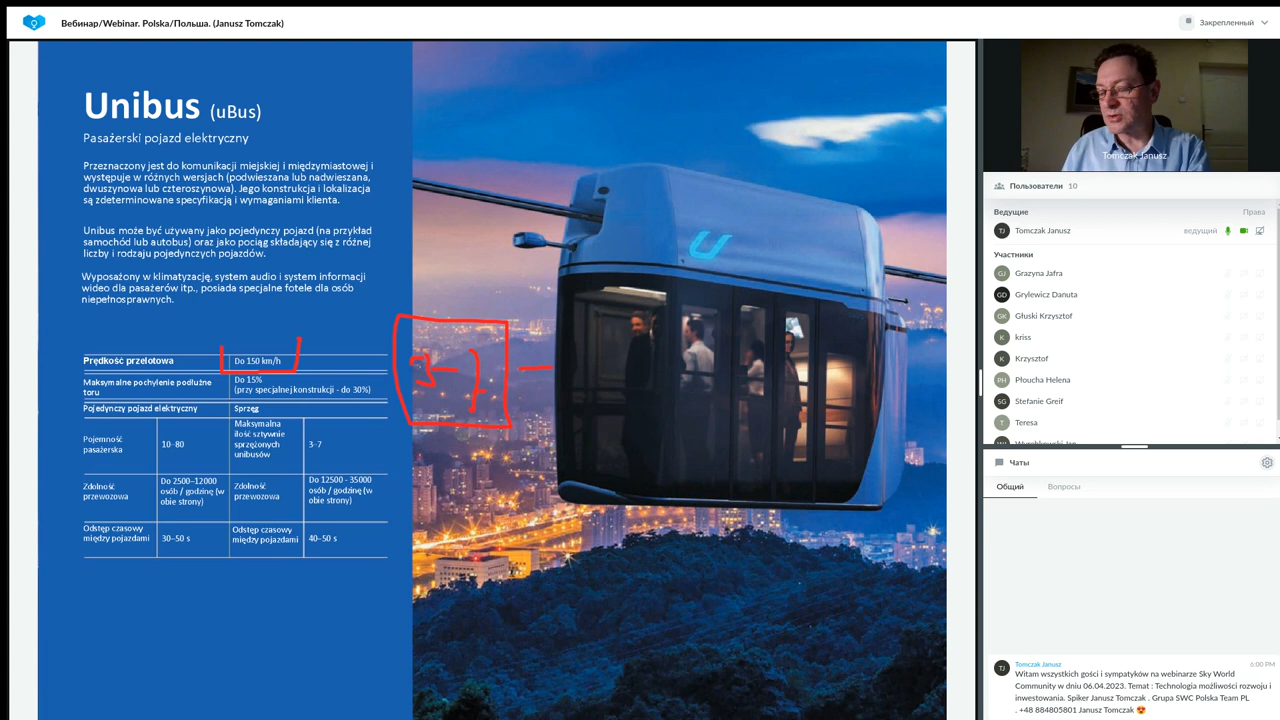 Вебинар/Webinar. Polska/Польша. (Janusz Tomczak)
Закрепленный
Unibus (uBus)
Pasażerski pojazd elektryczny
Przeznaczony jest do komunikacji miejskiej i międzymiastowej i
występuje w różnych wersjach (podwieszana lub nadwieszana,
dwuszynowa lub czteroszynowa). Jego konstrukcja i lokalizacja
są zdeterminowane specyfikacją i wymaganiami klienta.
Unibus może być używany jako pojedynczy pojazd (na przykład
samochód lub autobus) oraz jako pociąg składający się z różnej
liczby i rodzaju pojedynczych pojazdów.
Wyposażony w klimatyzację, system audio i system informacji
wideo dla pasażerów itp., posiada specjalne fotele dla osób
niepełnosprawnych.
Prędkość przelotowa
Do 150 km/h
Maksymalne pochylenie podłużne
toru
Do 15%
(przy specjalnej konstrukcji - do 30%)
Pojedynczy pojazd elektryczny
Sprzęg
Pojemność
pasażerska
10–80
Maksymalna
ilość sztywnie
sprzężonych
unibusów
3–7
Zdolność
przewozowa
Do 2500–12000
osób / godzinę (w
obie strony)
Zdolność
przewozowa
Do 12500 - 35000
osób / godzinę (w
obie strony)
Odstęp czasowy
między pojazdami
30–50 s
Odstęp czasowy
między pojazdami
40–50 s
Tomczak Janusz
Пользователи 10
Ведущие
Права
TJ Tomczak Janusz ведущий
Участники
GJ Grazyna Jafra
GD Grylewicz Danuta
GK Głuski Krzysztof
K kriss
K Krzysztof
PH Płoucha Helena
SG Stefanie Greif
T Teresa
Чаты
Общий Вопросы
TJ Tomczak Janusz 6:00 PM
Witam wszystkich gości i sympatyków na webinarze Sky World
Community w dniu 06.04.2023. Temat : Technologia możliwości rozwoju i
inwestowania. Spiker Janusz Tomczak . Grupa SWC Polska Team PL
. +48 884805801 Janusz Tomczak 😍